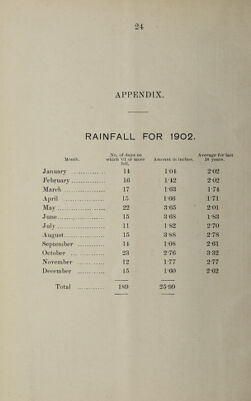 24
APPENDIX.
RAINFALL FOR 1902.
Month. No. of days on which ·01 or more fell. Amount in inches. Average for last 18 years.
January 14 1·04 2·02
February 16 1·42 2·02
March 17 1·63 1·74
April 15 1·66 1·71
May 22 3·65 2·01
June 15 3·68 1·83
July 11 1·82 2·70
August 15 3·88 2·78
September 14 1·08 2·61
October 23 2·76 3·32
November 12 1·77 2·77
December 15 1·60 2·62
Total 189 25·99